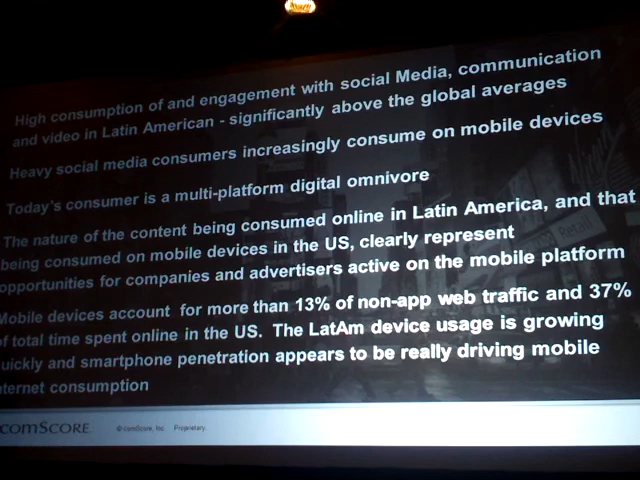 High consumption of and engagement with social Media, communication
and video in Latin American - significantly above the global averages
Heavy social media consumers increasingly consume on mobile devices
Today's consumer is a multi-platform digital omnivore
The nature of the content being consumed online in Latin America, and that
being consumed on mobile devices in the US, clearly represent
opportunities for companies and advertisers active on the mobile platform
Mobile devices account for more than 13% of non-app web traffic and 37%
of total time spent online in the US. The LatAm device usage is growing
uickly and smartphone penetration appears to be really driving mobile
nternet consumption
comSCORE. © comScore, Inc. Proprietary.